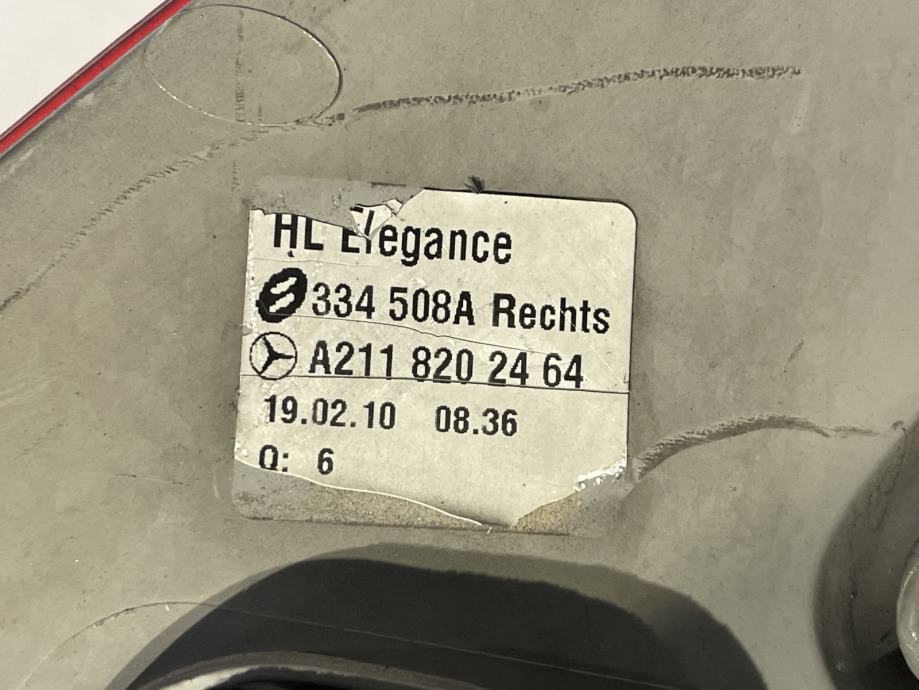 HL Elegance
334 508A Rechts
A211 820 24 64
19.02.10 08.36
Q: 6